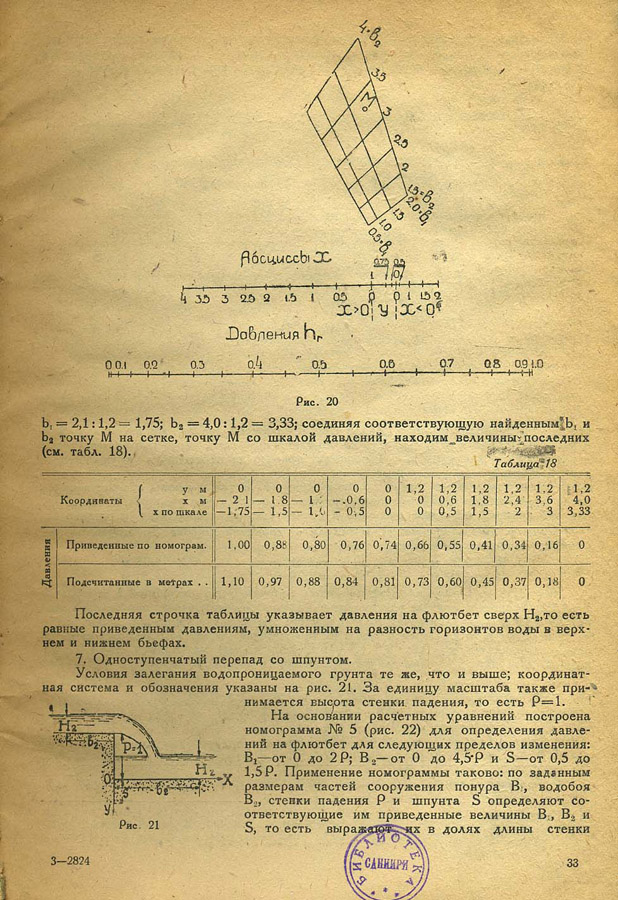 4=b₂
3.5
M
3
2.5
2
1.5=b₂
2.0=b₁
1.5
1.0
0.5=b₁
Абсциссы X
0.75 0.5
4 3.5 3 2.5 2 1.5 1 0.5 0 0 1 1.5 2
X>0 y X<0
Давления hᵣ
0 0.1 0.2 0.3 0.4 0.5 0.6 0.7 0.8 0.9 1.0
Рис. 20
b₁ = 2,1 : 1,2 = 1,75; b₂ = 4,0 : 1,2 = 3,33; соединяя соответствующую найденным b₁ и
b₂ точку М на сетке, точку М со шкалой давлений, находим величины последних
(см. табл. 18).
Таблица 18
Координаты
у м 0 0 0 0 0 1,2 1,2 1,2 1,2 1,2 1,2
х м — 2 1 — 1 8 — 1 —.0,6 0 0 0,6 1,8 2,4 3,6 4,0
х по шкале —1,75 — 1,5 — 1,0 — 0,5 0 0 0,5 1,5 2 3 3,33
Давления
Приведенные по номограм. 1,00 0,88 0,80 0,76 0,74 0,66 0,55 0,41 0,34 0,16 0
Подсчитанные в метрах . . 1,10 0,97 0,88 0,84 0,81 0,73 0,60 0,45 0,37 0,18 0
Последняя строчка таблицы указывает давления на флютбет сверх H₂, то есть
равные приведенным давлениям, умноженным на разность горизонтов воды в верх-
нем и нижнем бьефах.
7. Одноступенчатый перепад со шпунтом.
Условия залегания водопроницаемого грунта те же, что и выше; координат-
ная система и обозначения указаны на рис. 21. За единицу масштаба также при-
нимается высота стенки падения, то есть P=1.
На основании расчетных уравнений построена
номограмма № 5 (рис. 22) для определения давле-
ний на флютбет для следующих пределов изменения:
B₁—от 0 до 2P; B₂—от 0 до 4,5·P и S—от 0,5 до
1,5P. Применение номограммы таково: по заданным
размерам частей сооружения понура B₁, водобоя
B₂, стенки падения P и шпунта S определяют со-
ответствующие им приведенные величины B₁, B₂ и
S, то есть выражают их в долях длины стенки
H₂
P=1
H₂
O
X
S
y
Рис. 21
3—2824
33
БИБЛИОТЕКА
САНИИРИ